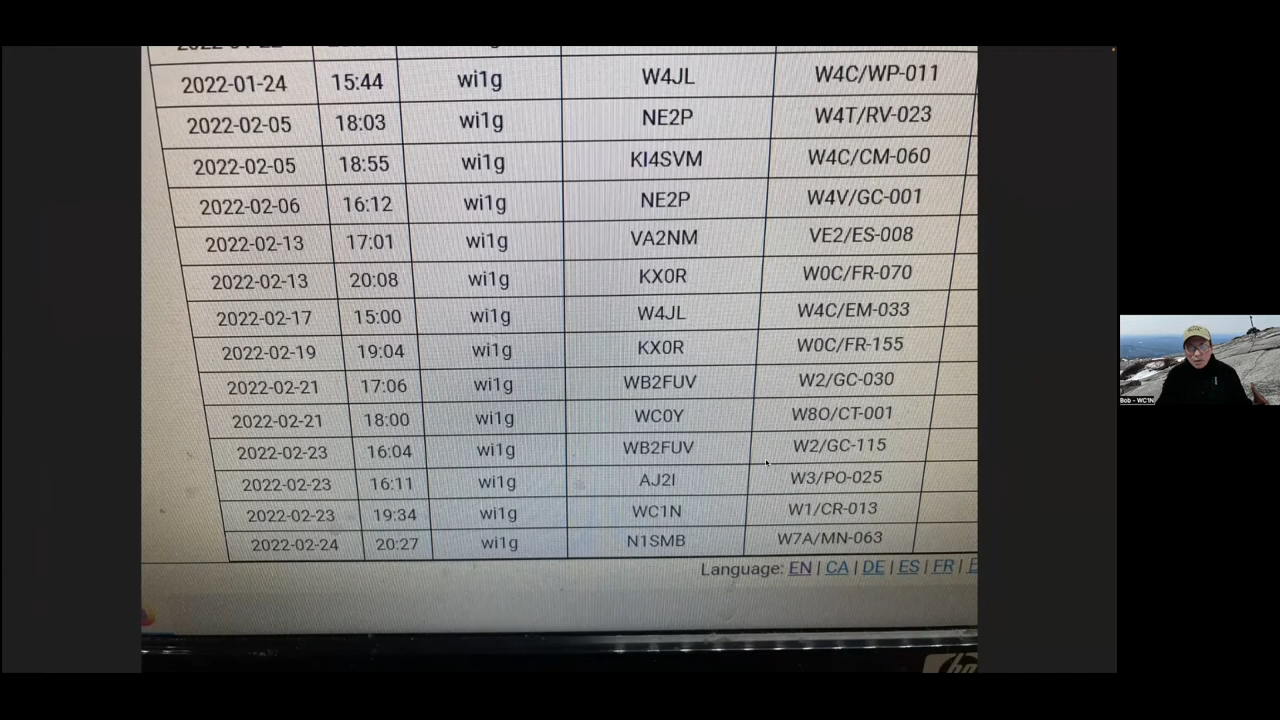 2022-01-22
2022-01-24 15:44 wi1g W4JL W4C/WP-011
2022-02-05 18:03 wi1g NE2P W4T/RV-023
2022-02-05 18:55 wi1g KI4SVM W4C/CM-060
2022-02-06 16:12 wi1g NE2P W4V/GC-001
2022-02-13 17:01 wi1g VA2NM VE2/ES-008
2022-02-13 20:08 wi1g KX0R W0C/FR-070
2022-02-17 15:00 wi1g W4JL W4C/EM-033
2022-02-19 19:04 wi1g KX0R W0C/FR-155
2022-02-21 17:06 wi1g WB2FUV W2/GC-030
2022-02-21 18:00 wi1g WC0Y W8O/CT-001
2022-02-23 16:04 wi1g WB2FUV W2/GC-115
2022-02-23 16:11 wi1g AJ2I W3/PO-025
2022-02-23 19:34 wi1g WC1N W1/CR-013
2022-02-24 20:27 wi1g N1SMB W7A/MN-063
Language: EN | CA | DE | ES | FR |
hp
Bob - WC1N